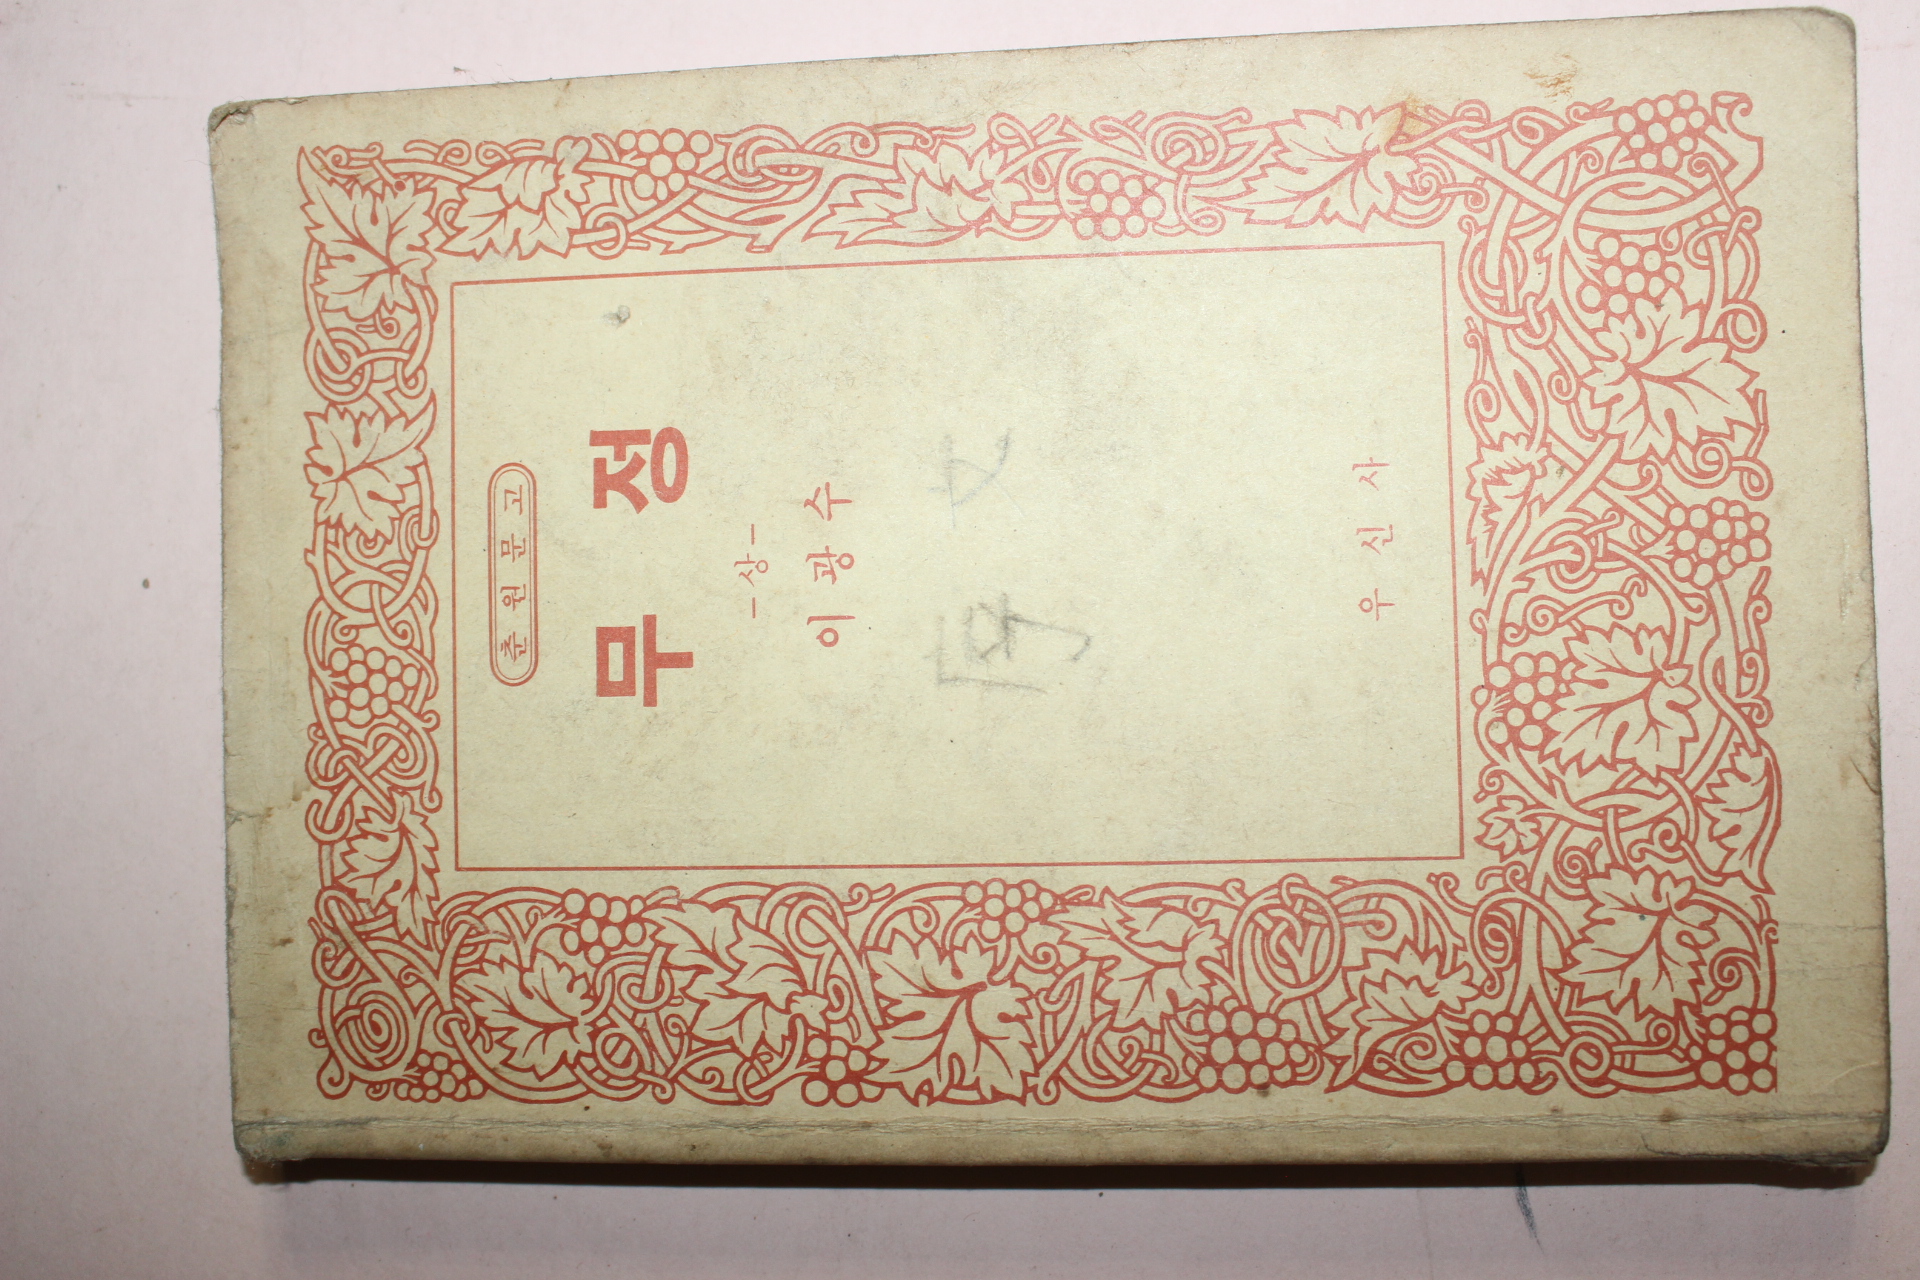 춘원문고
무정
-상-
이광수
우신사